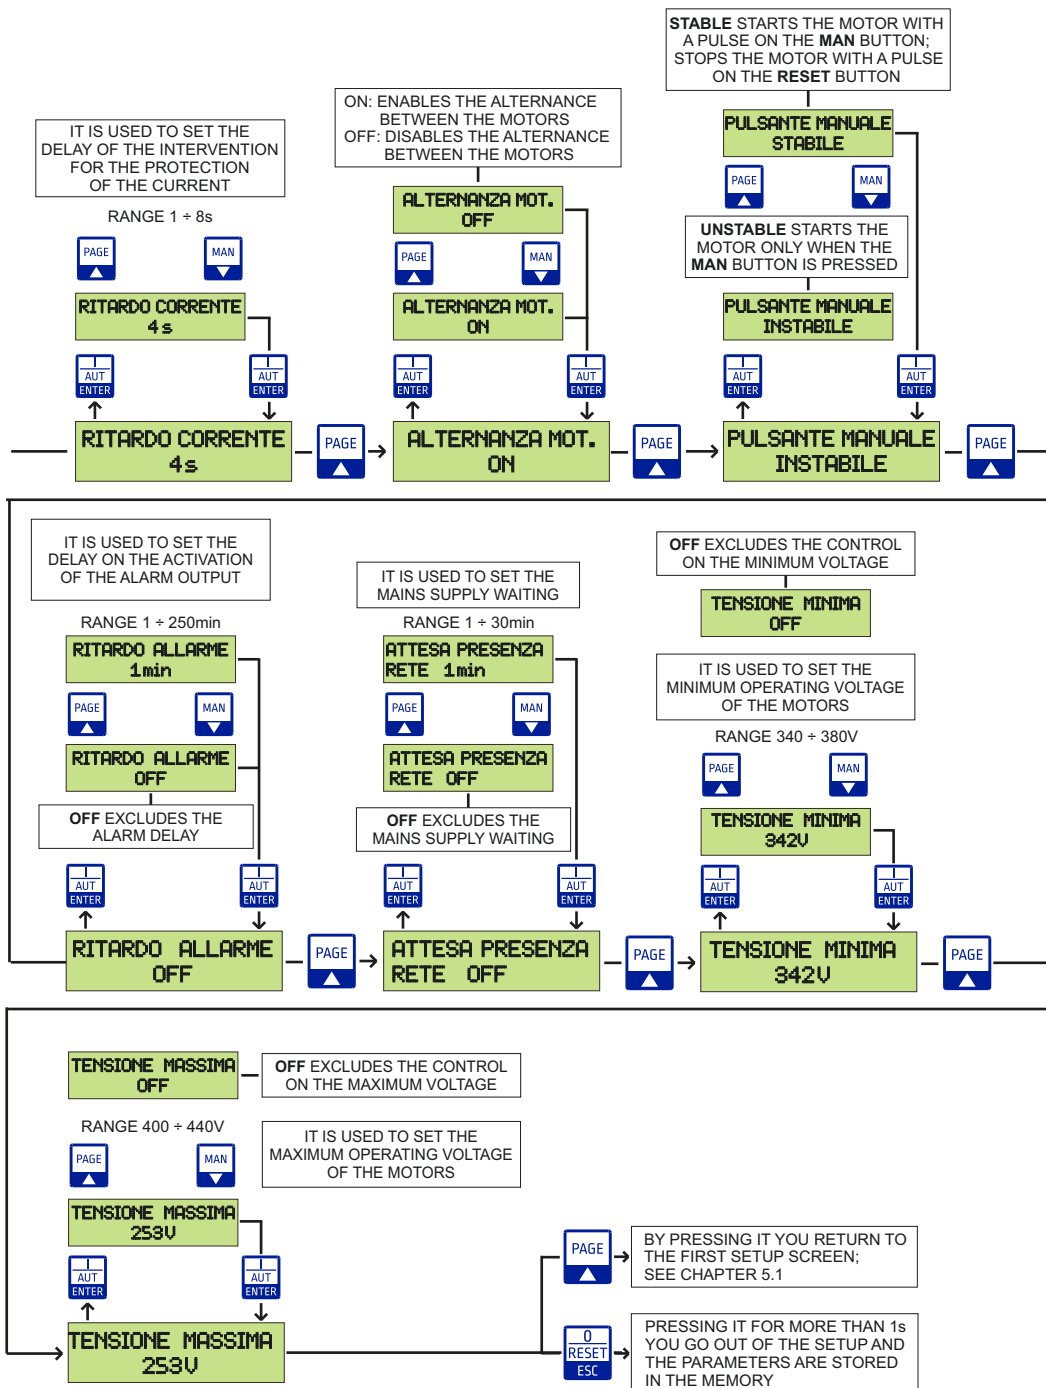 STABLE STARTS THE MOTOR WITH
A PULSE ON THE MAN BUTTON;
STOPS THE MOTOR WITH A PULSE
ON THE RESET BUTTON
ON: ENABLES THE ALTERNANCE
BETWEEN THE MOTORS
OFF: DISABLES THE ALTERNANCE
BETWEEN THE MOTORS
IT IS USED TO SET THE
DELAY OF THE INTERVENTION
FOR THE PROTECTION
OF THE CURRENT
RANGE 1 ÷ 8s
PAGE
MAN
RITARDO CORRENTE
4s
AUT
ENTER
AUT
ENTER
RITARDO CORRENTE
4s
PAGE
ALTERNANZA MOT.
OFF
PAGE
MAN
ALTERNANZA MOT.
ON
AUT
ENTER
AUT
ENTER
ALTERNANZA MOT.
ON
PAGE
PULSANTE MANUALE
STABILE
PAGE
MAN
UNSTABLE STARTS THE
MOTOR ONLY WHEN THE
MAN BUTTON IS PRESSED
PULSANTE MANUALE
INSTABILE
AUT
ENTER
AUT
ENTER
PULSANTE MANUALE
INSTABILE
PAGE
IT IS USED TO SET THE
DELAY ON THE ACTIVATION
OF THE ALARM OUTPUT
RANGE 1 ÷ 250min
RITARDO ALLARME
1min
PAGE
MAN
RITARDO ALLARME
OFF
OFF EXCLUDES THE
ALARM DELAY
AUT
ENTER
AUT
ENTER
RITARDO ALLARME
OFF
PAGE
IT IS USED TO SET THE
MAINS SUPPLY WAITING
RANGE 1 ÷ 30min
ATTESA PRESENZA
RETE 1min
PAGE
MAN
ATTESA PRESENZA
RETE OFF
OFF EXCLUDES THE
MAINS SUPPLY WAITING
AUT
ENTER
AUT
ENTER
ATTESA PRESENZA
RETE OFF
PAGE
OFF EXCLUDES THE CONTROL
ON THE MINIMUM VOLTAGE
TENSIONE MINIMA
OFF
IT IS USED TO SET THE
MINIMUM OPERATING VOLTAGE
OF THE MOTORS
RANGE 340 ÷ 380V
PAGE
MAN
TENSIONE MINIMA
342V
AUT
ENTER
AUT
ENTER
TENSIONE MINIMA
342V
PAGE
TENSIONE MASSIMA
OFF
OFF EXCLUDES THE CONTROL
ON THE MAXIMUM VOLTAGE
RANGE 400 ÷ 440V
PAGE
MAN
IT IS USED TO SET THE
MAXIMUM OPERATING VOLTAGE
OF THE MOTORS
TENSIONE MASSIMA
253V
AUT
ENTER
AUT
ENTER
TENSIONE MASSIMA
253V
PAGE
BY PRESSING IT YOU RETURN TO
THE FIRST SETUP SCREEN;
SEE CHAPTER 5.1
0
RESET
ESC
PRESSING IT FOR MORE THAN 1s
YOU GO OUT OF THE SETUP AND
THE PARAMETERS ARE STORED
IN THE MEMORY